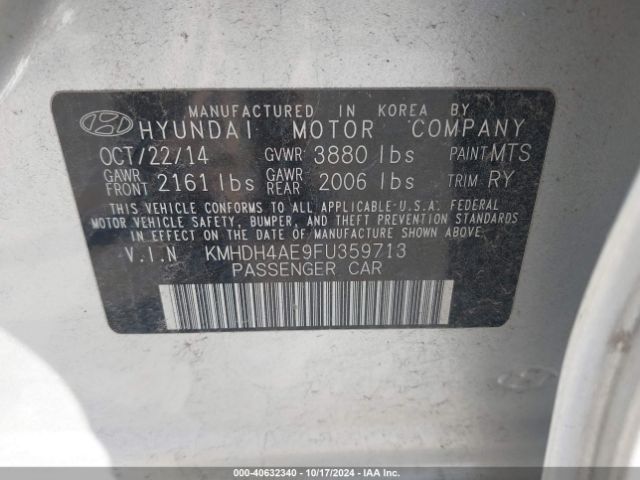 MANUFACTURED IN KOREA BY
HYUNDAI MOTOR COMPANY
OCT/22/14 GVWR 3880 lbs PAINT MTS
GAWR FRONT 2161 lbs GAWR REAR 2006 lbs TRIM RY
THIS VEHICLE CONFORMS TO ALL APPLICABLE-U.S.A. FEDERAL
MOTOR VEHICLE SAFETY, BUMPER, AND THEFT PREVENTION STANDARDS
IN EFFECT ON THE DATE OF MANUFACTURE SHOWN ABOVE.
V.I.N KMHDH4AE9FU359713
PASSENGER CAR
000-40632340 - 10/17/2024 - IAA Inc.